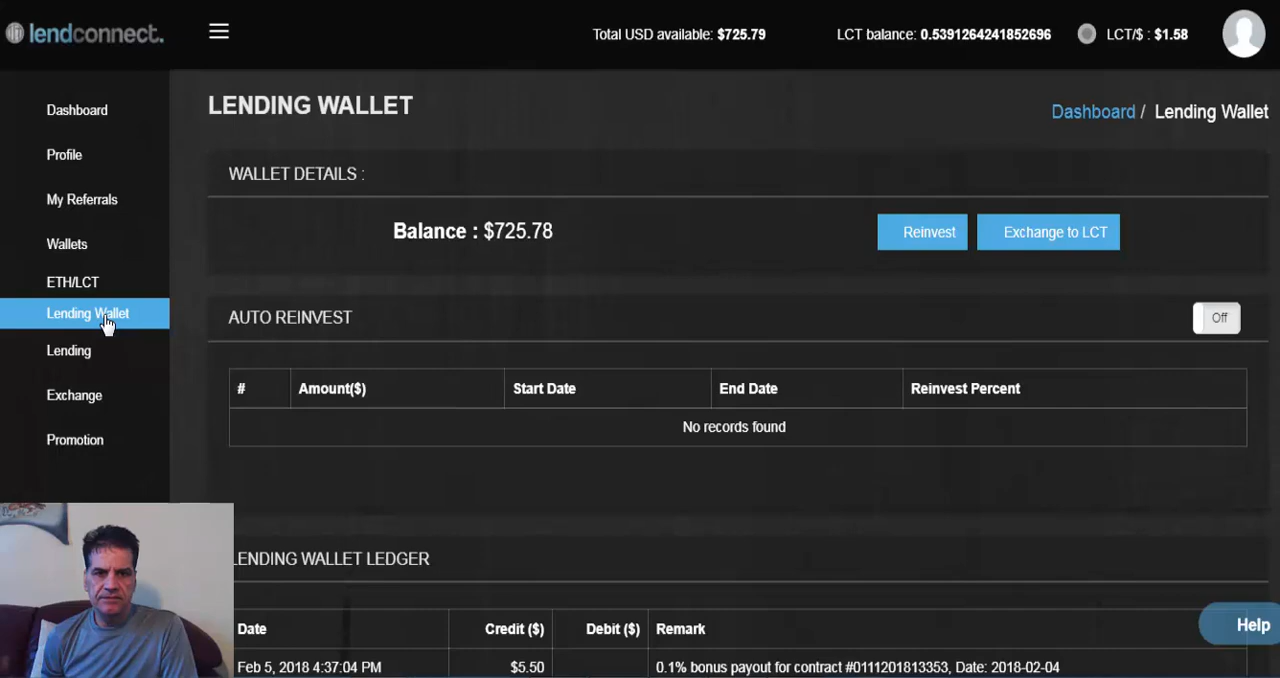 lendconnect.
Total USD available: $725.79
LCT balance: 0.5391264241852696
LCT/$ : $1.58
Dashboard
Profile
My Referrals
Wallets
ETH/LCT
Lending Wallet
Lending
Exchange
Promotion
LENDING WALLET
Dashboard / Lending Wallet
WALLET DETAILS :
Balance : $725.78
Reinvest
Exchange to LCT
AUTO REINVEST
Off
# Amount($) Start Date End Date Reinvest Percent
No records found
LENDING WALLET LEDGER
Date Credit ($) Debit ($) Remark
Feb 5, 2018 4:37:04 PM $5.50 0.1% bonus payout for contract #0111201813353, Date: 2018-02-04
Help